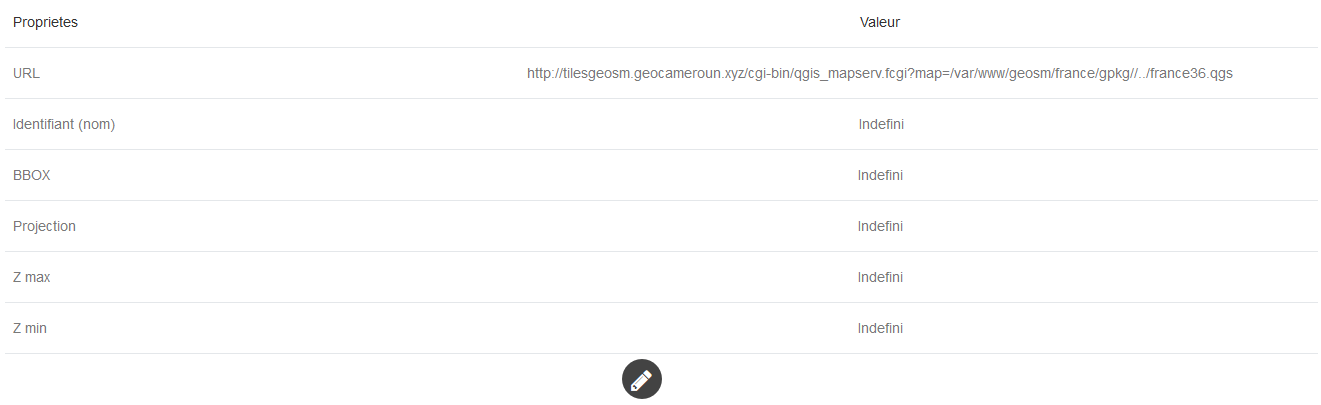 Proprietes Valeur
URL http://tilesgeosm.geocameroun.xyz/cgi-bin/qgis_mapserv.fcgi?map=/var/www/geosm/france/gpkg//../france36.qgs
Identifiant (nom) Indefini
BBOX Indefini
Projection Indefini
Z max Indefini
Z min Indefini